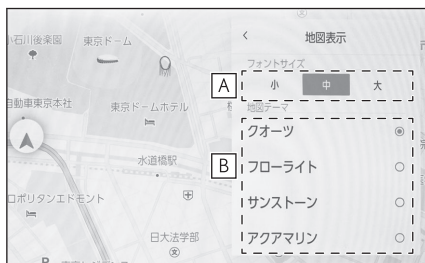 小石川後楽園
東京ドーム
自動車東京本社
東京ドームホテル
水道橋駅
ロポリタンエドモント
日大法学部
地図表示
フォントサイズ
A
小
中
大
地図テーマ
B
クオーツ
フローライト
サンストーン
アクアマリン